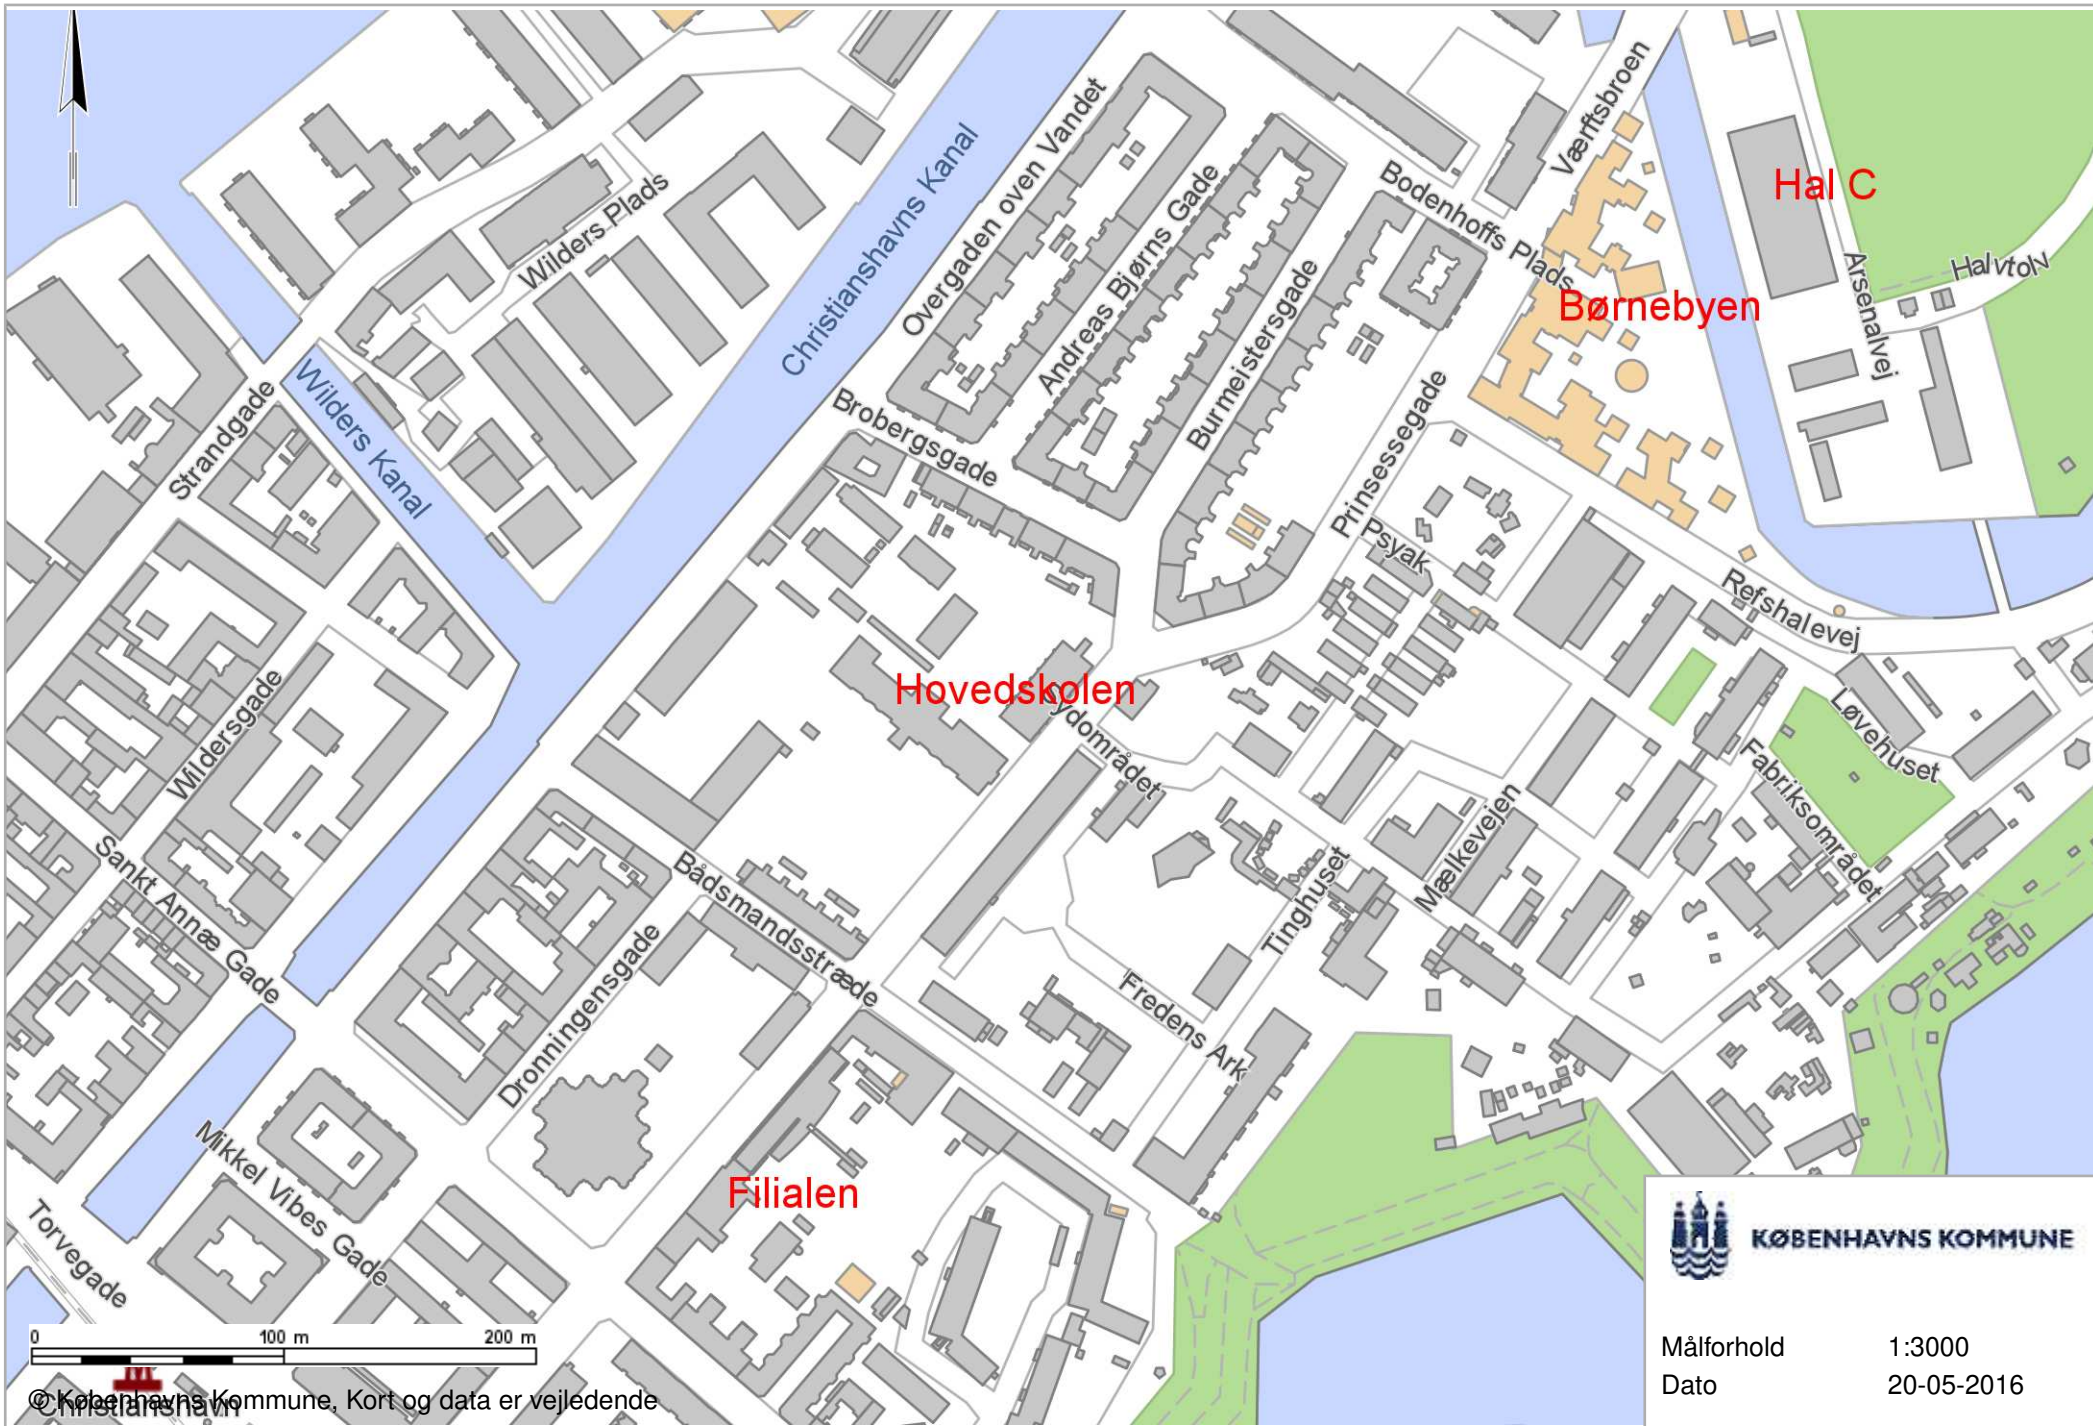 Værftsbroen
Overgaden oven Vandet
Christianshavns Kanal
Hal C
Bodenhoffs Plads
Andreas Bjørns Gade
Wilders Plads
Halvtolv
Arsenalvej
Børnebyen
Burmeistersgade
Wilders Kanal
Strandgade
Brobergsgade
Prinsessegade
Psyak
Refshalevej
Hovedskolen
Sydområdet
Wildersgade
Løvehuset
Fabriksområdet
Mælkevejen
Tinghuset
Sankt Annæ Gade
Bådsmandsstræde
Dronningensgade
Fredens Ark
Mikkel Vibes Gade
Filialen
Torvegade
KØBENHAVNS KOMMUNE
0 100 m 200 m
Målforhold 1:3000
Dato 20-05-2016
© Københavns Kommune, Kort og data er vejledende
Christianshavn